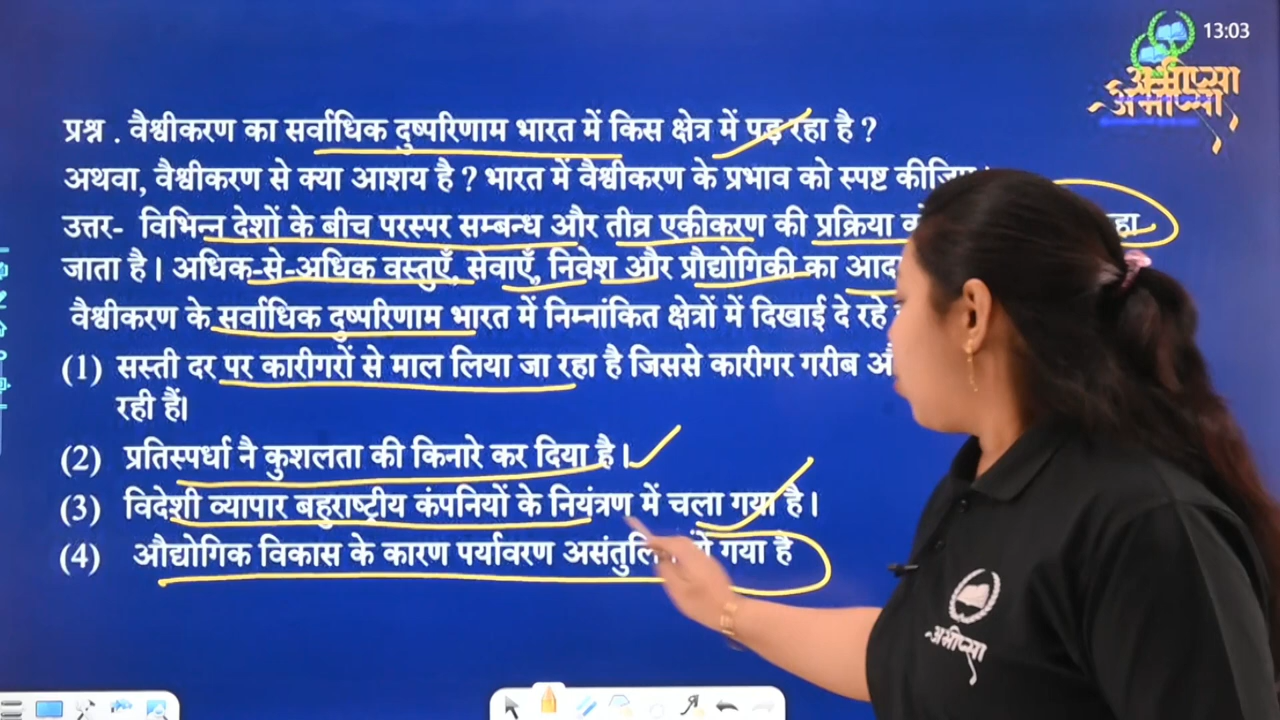 13:03
अभीप्सा
अभीप्सा
प्रश्न . वैश्वीकरण का सर्वाधिक दुष्परिणाम भारत में किस क्षेत्र में पड़ रहा है ?
अथवा, वैश्वीकरण से क्या आशय है ? भारत में वैश्वीकरण के प्रभाव को स्पष्ट
उत्तर- विभिन्न देशों के बीच परस्पर सम्बन्ध और तीव्र एकीकरण की प्रक्रिया
जाता है। अधिक-से-अधिक वस्तुएँ, सेवाएँ, निवेश और प्रौद्योगिकी का
वैश्वीकरण के सर्वाधिक दुष्परिणाम भारत में निम्नांकित क्षेत्रों में दिखाई दे रहे
(1) सस्ती दर पर कारीगरों से माल लिया जा रहा है जिससे कारीगर गरीब
रही हैं।
(2) प्रतिस्पर्धा नै कुशलता की किनारे कर दिया है।
(3) विदेशी व्यापार बहुराष्ट्रीय कंपनियों के नियंत्रण में चला गया है।
(4) औद्योगिक विकास के कारण पर्यावरण गया है
अभीप्सा